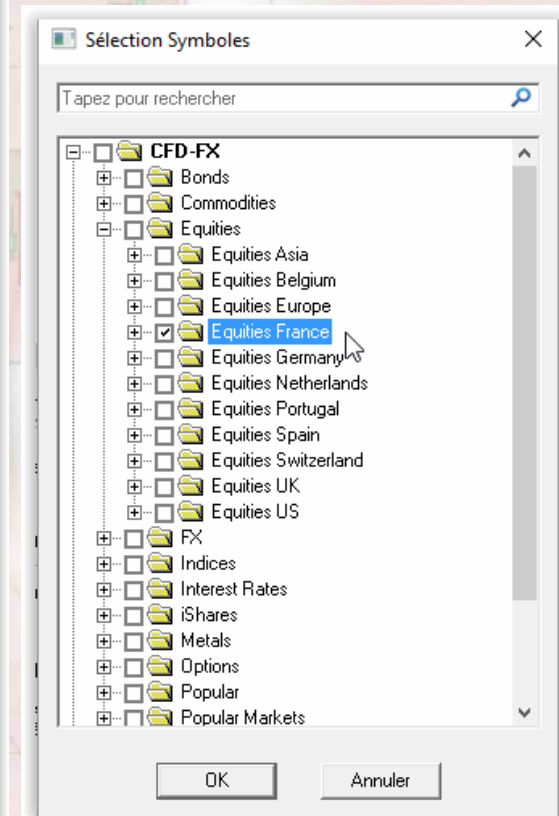 Sélection Symboles
Tapez pour rechercher
CFD-FX
Bonds
Commodities
Equities
Equities Asia
Equities Belgium
Equities Europe
Equities France
Equities Germany
Equities Netherlands
Equities Portugal
Equities Spain
Equities Switzerland
Equities UK
Equities US
FX
Indices
Interest Rates
iShares
Metals
Options
Popular
Popular Markets
OK
Annuler